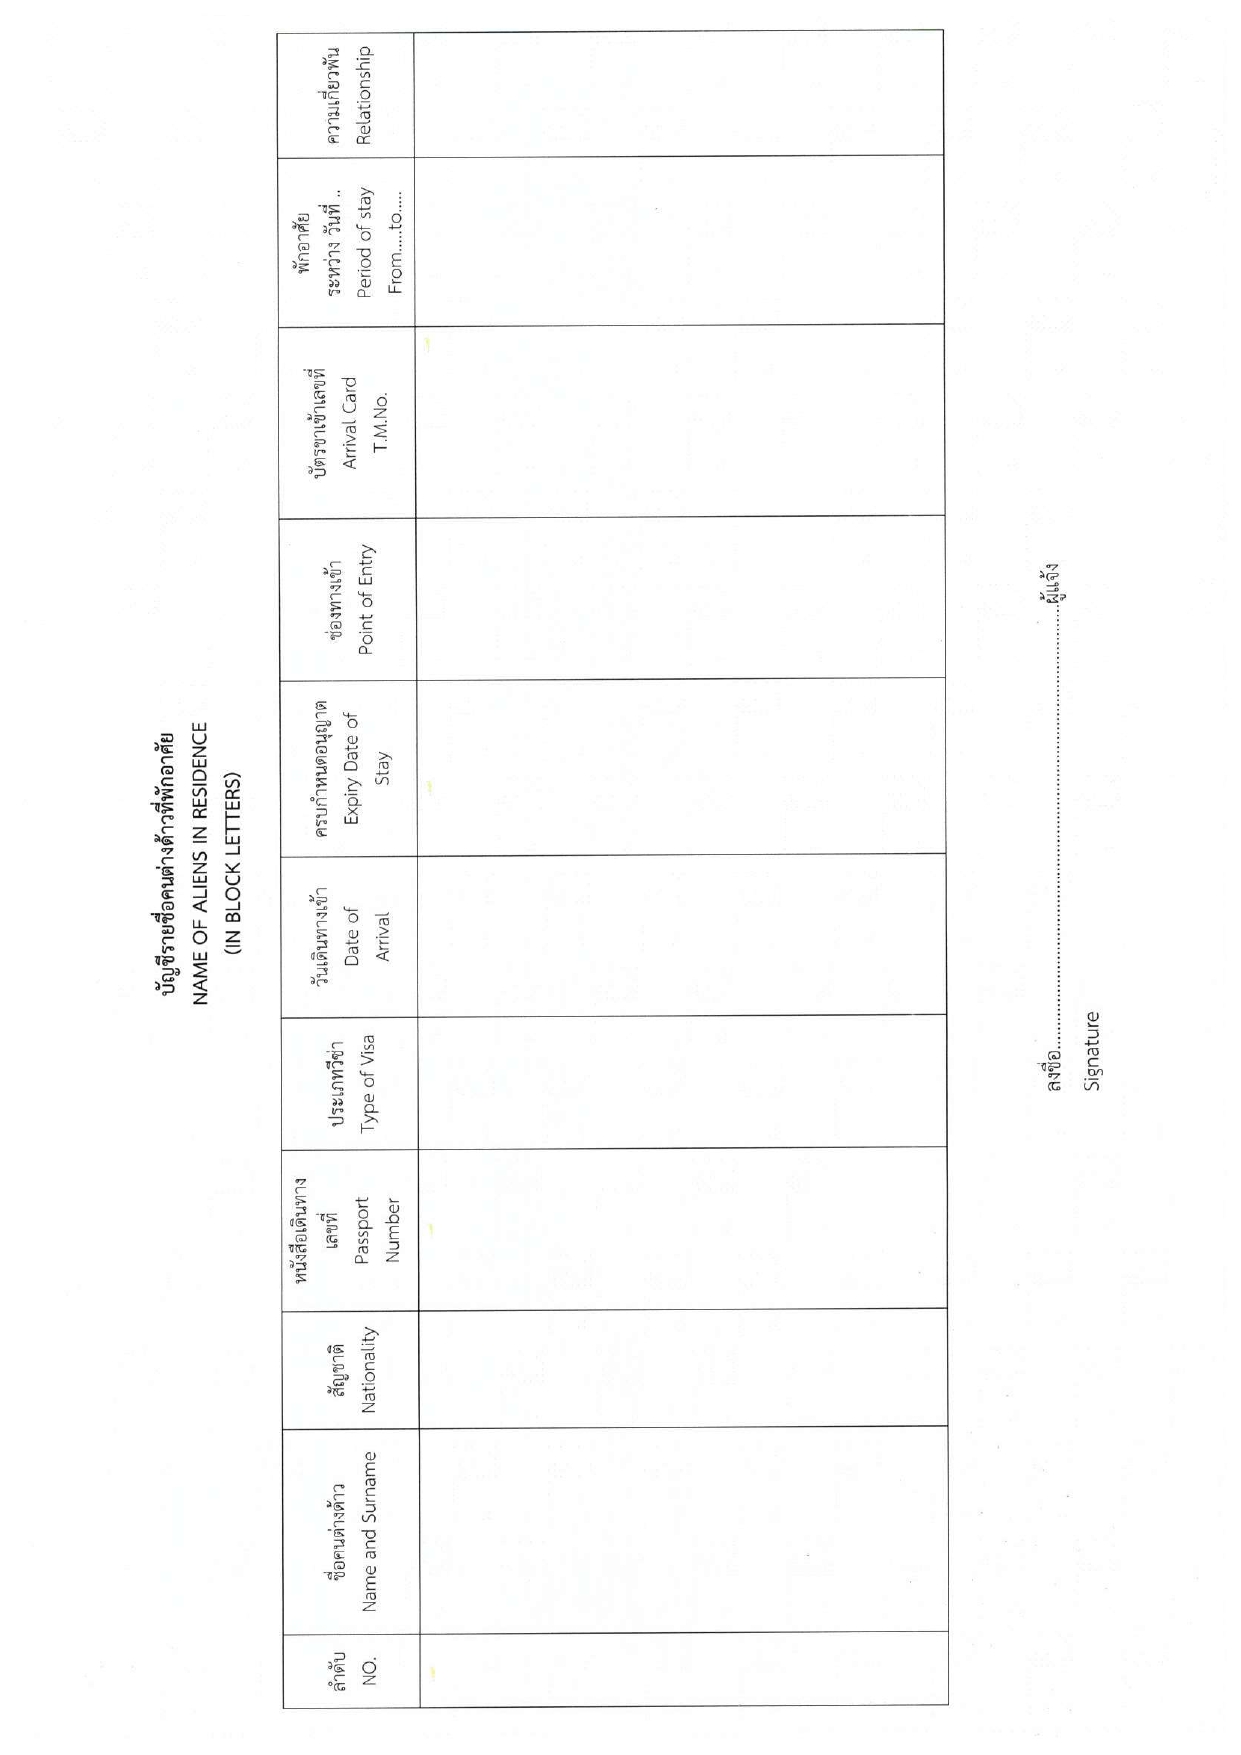 บัญชีรายชื่อคนต่างด้าวที่พักอาศัย
NAME OF ALIENS IN RESIDENCE
(IN BLOCK LETTERS)
ลำดับ
NO.
ชื่อคนต่างด้าว
Name and Surname
สัญชาติ
Nationality
หนังสือเดินทาง
เลขที่
Passport
Number
ประเภทวีซ่า
Type of Visa
วันเดินทางเข้า
Date of
Arrival
ครบกำหนดอนุญาต
Expiry Date of
Stay
ช่องทางเข้า
Point of Entry
บัตรขาเข้าเลขที่
Arrival Card
T.M.No.
พักอาศัย
ระหว่าง วันที่ ..
Period of stay
From.....to.....
ความเกี่ยวพัน
Relationship
ลงชื่อ................................................................................ผู้แจ้ง
Signature